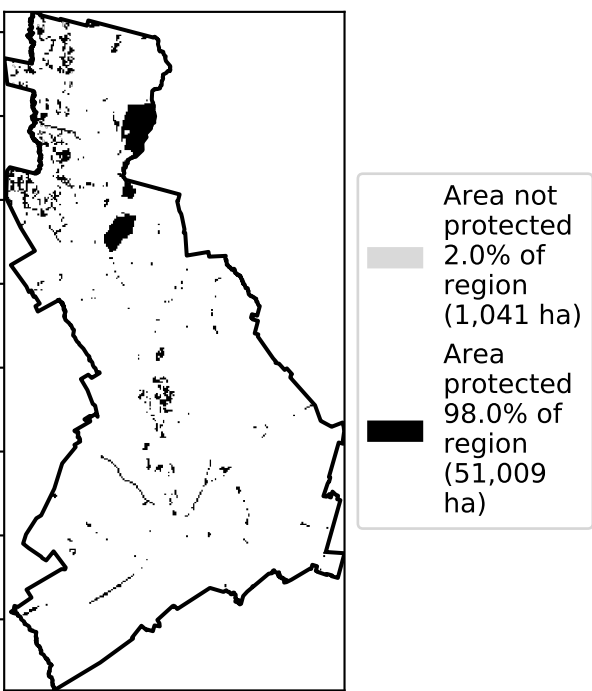 Area not
protected
2.0% of
region
(1,041 ha)
Area
protected
98.0% of
region
(51,009
ha)